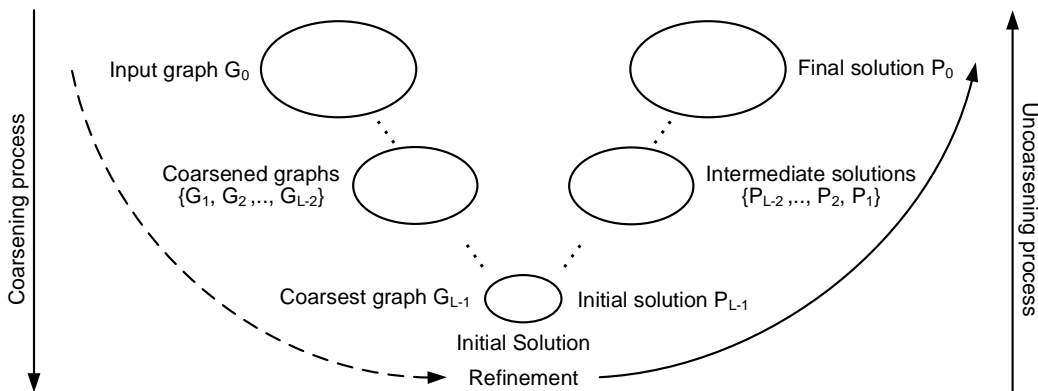 Input graph G0
Final solution P0
Coarsening process
Uncoarsening process
Coarsened graphs
{G1, G2 ,.., GL-2}
Intermediate solutions
{PL-2 ,.., P2, P1}
Coarsest graph GL-1
Initial solution PL-1
Initial Solution
Refinement